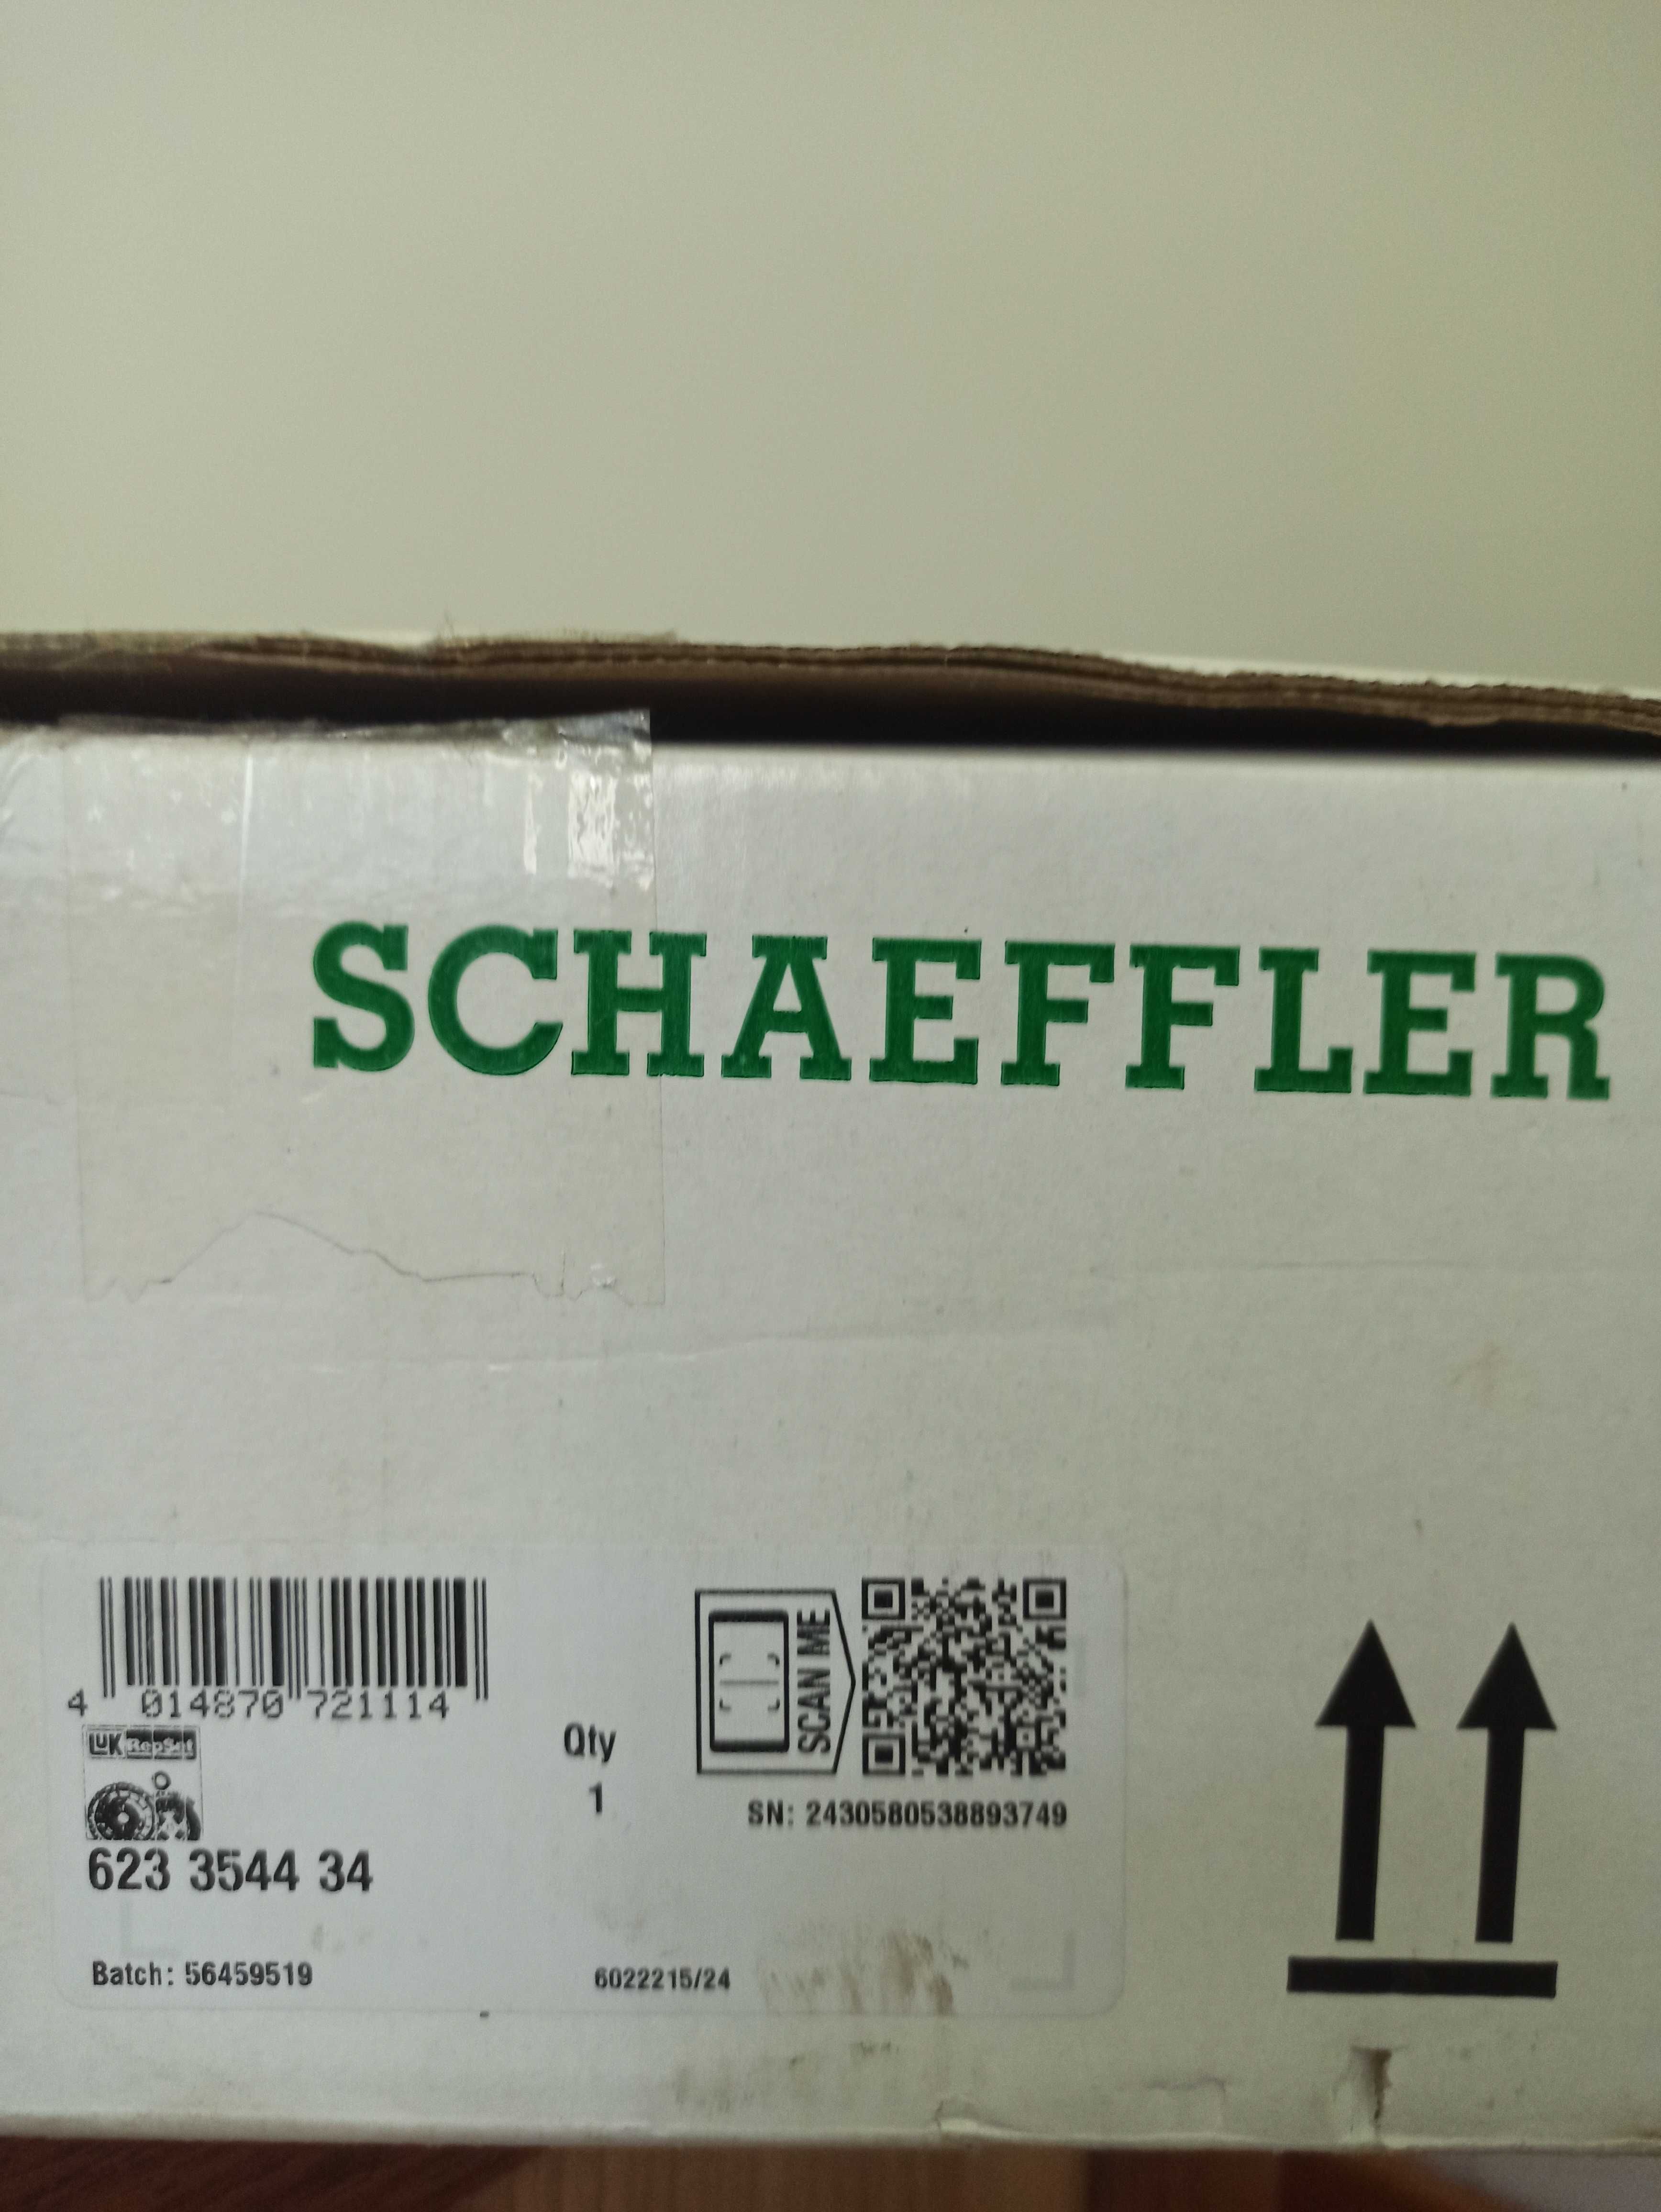 SCHAEFFLER
4 014870 721114
LuK RepSet
Qty
1
SCAN ME
SN: 2430580538893749
623 3544 34
Batch: 56459519
6022215/24